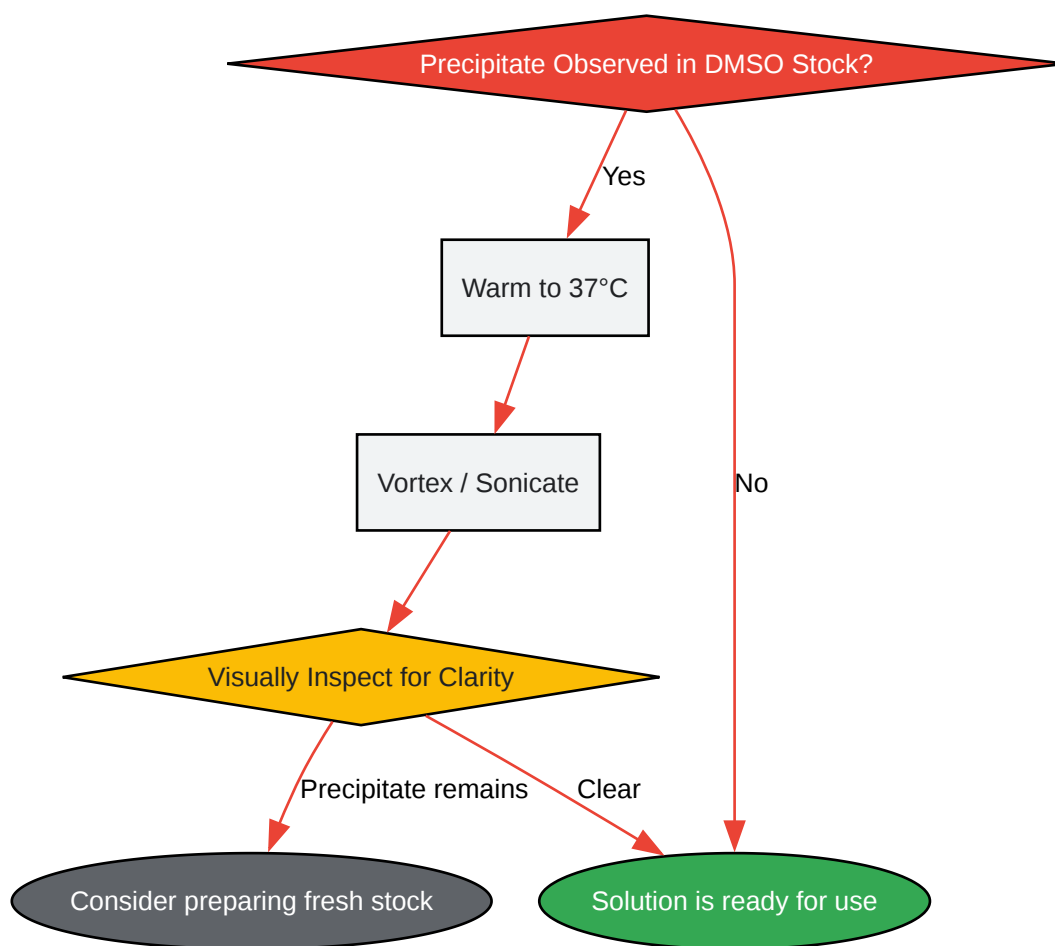 Precipitate Observed in DMSO Stock?
Yes
Warm to 37°C
Vortex / Sonicate
No
Visually Inspect for Clarity
Precipitate remains
Clear
Consider preparing fresh stock
Solution is ready for use